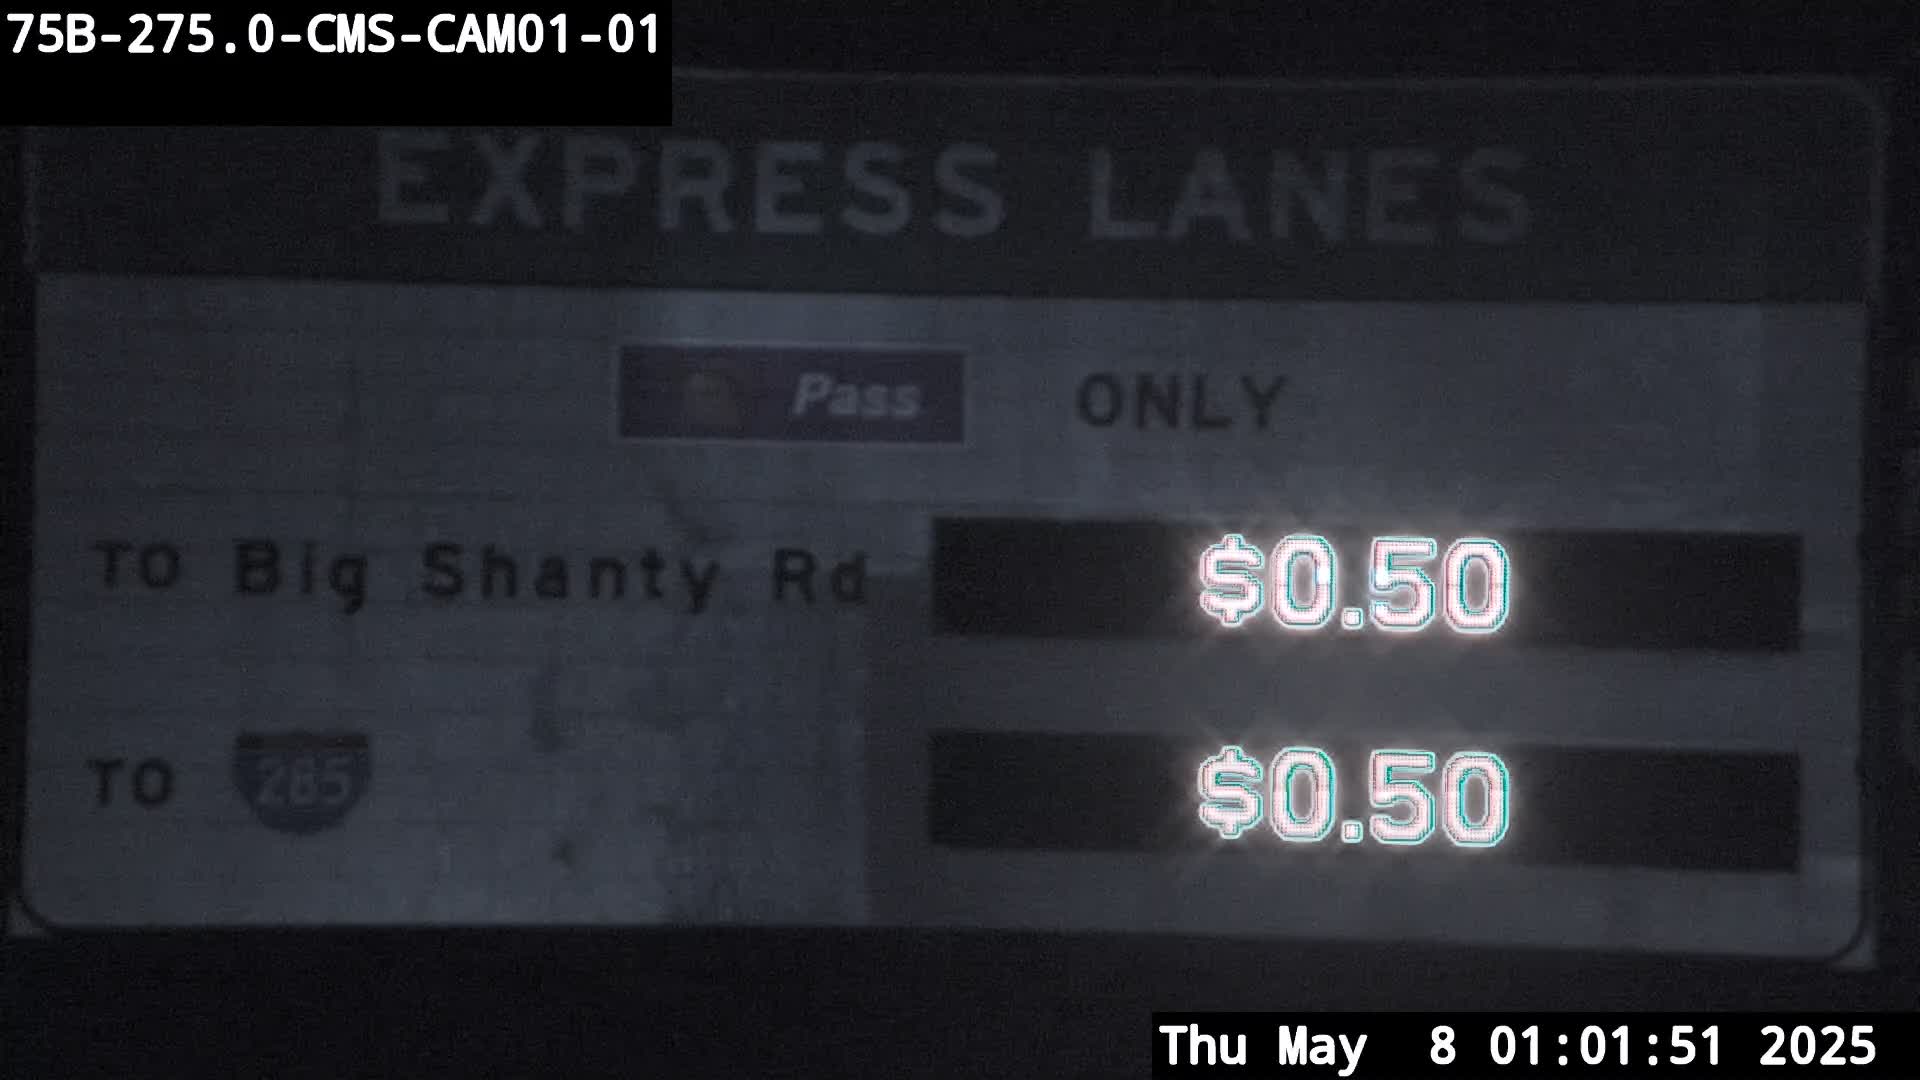 75B-275.0-CMS-CAM01-01
EXPRESS LANES
Pass ONLY
TO Big Shanty Rd $0.50
TO 285 $0.50
Thu May 8 01:01:51 2025